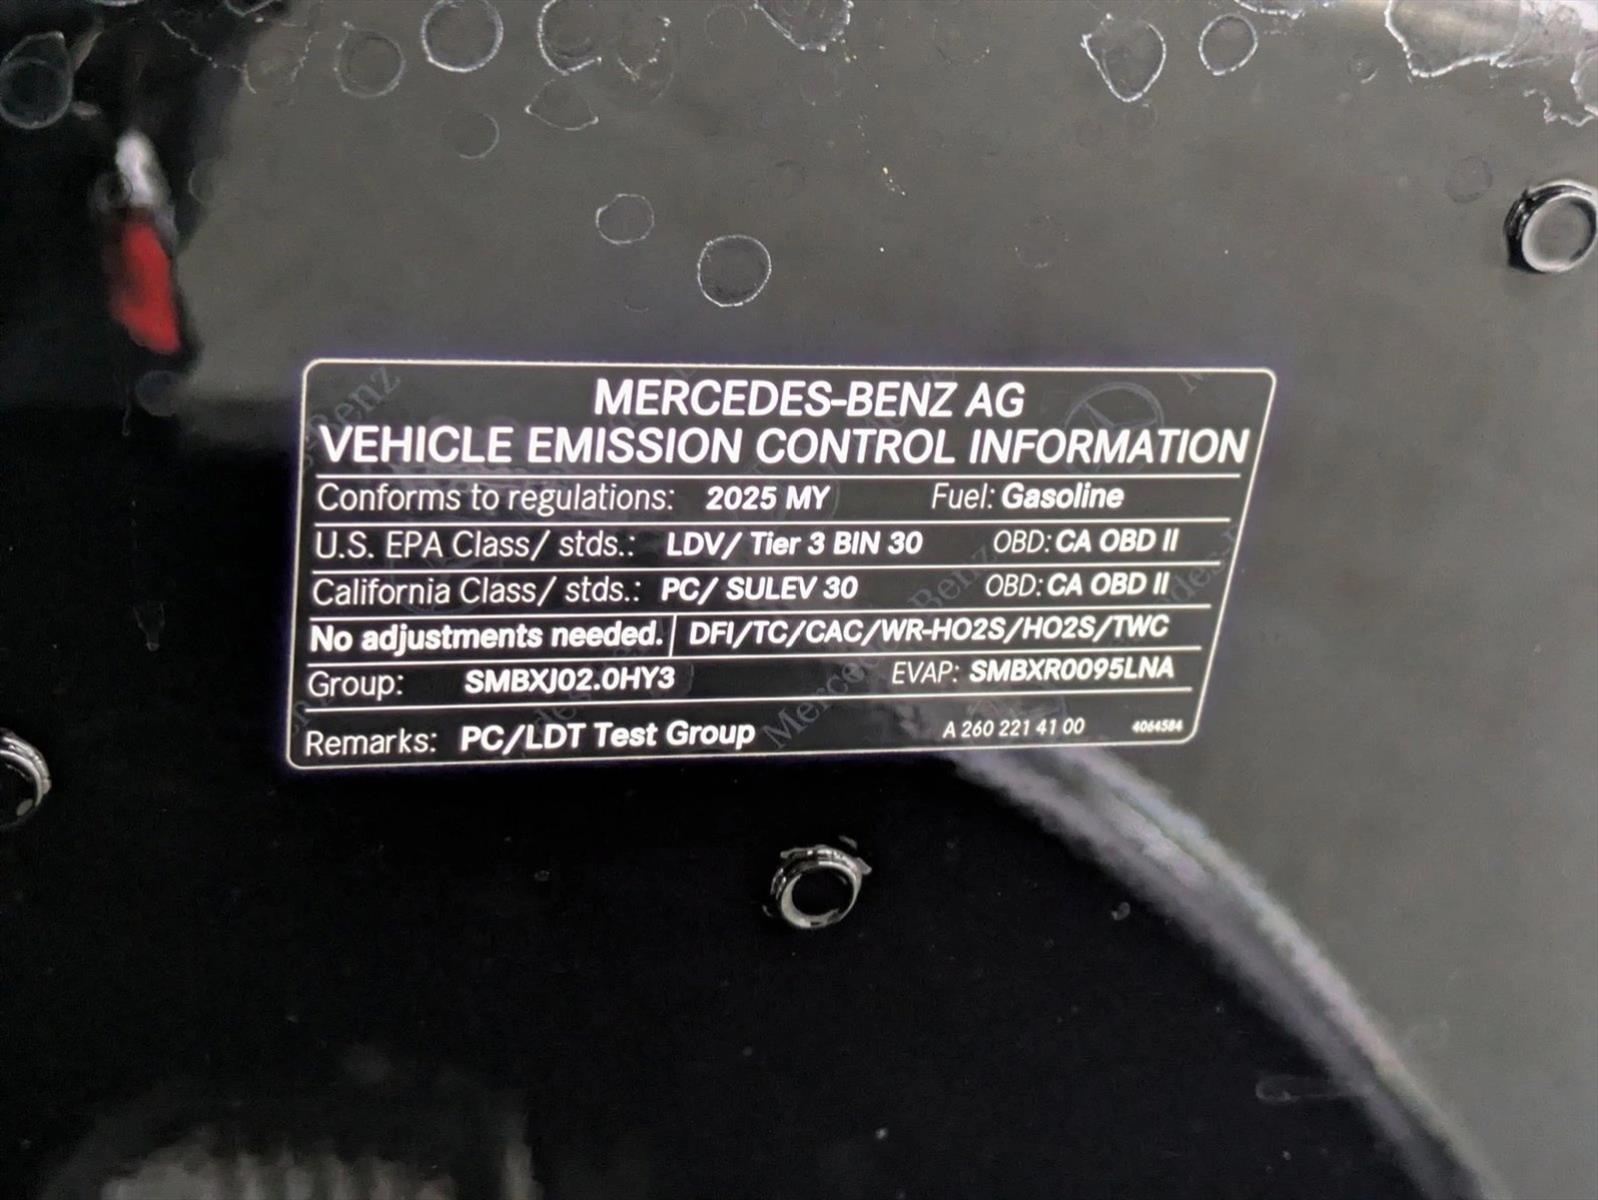 MERCEDES-BENZ AG
VEHICLE EMISSION CONTROL INFORMATION
Conforms to regulations: 2025 MY Fuel: Gasoline
U.S. EPA Class/ stds.: LDV/ Tier 3 BIN 30 OBD: CA OBD II
California Class/ stds.: PC/ SULEV 30 OBD: CA OBD II
No adjustments needed. DFI/TC/CAC/WR-HO2S/HO2S/TWC
Group: SMBXJ02.0HY3 EVAP: SMBXR0095LNA
Remarks: PC/LDT Test Group A 260 221 41 00 4064584